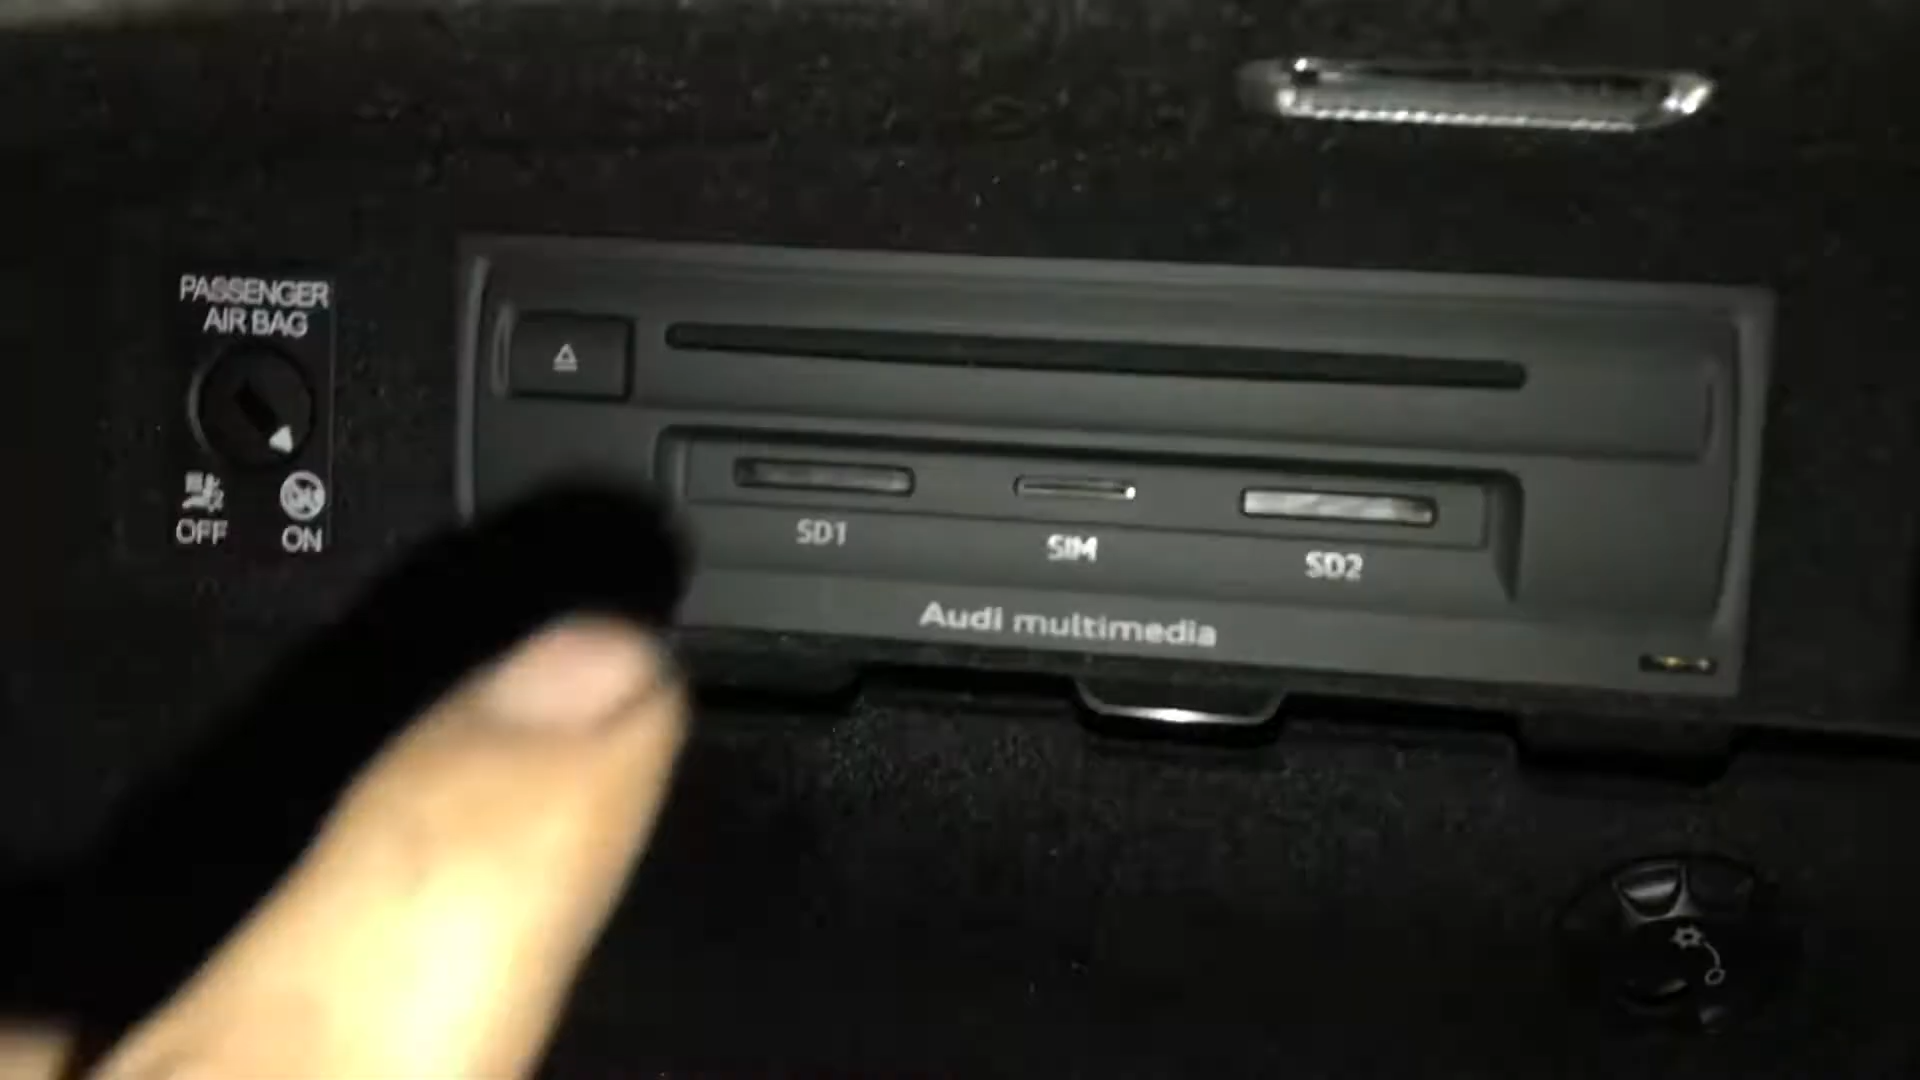 PASSENGER
AIR BAG
OFF
ON
SD1
SIM
SD2
Audi multimedia